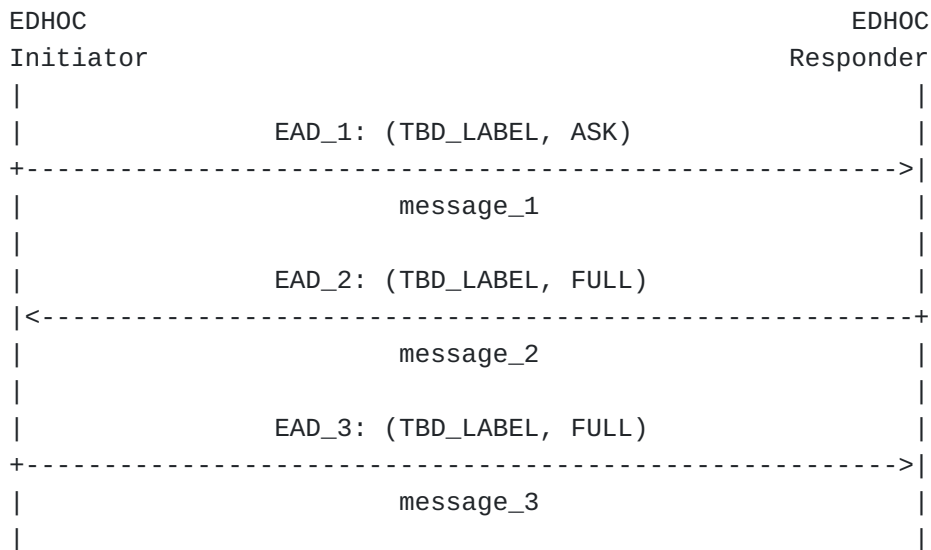 EDHOC EDHOC
Initiator Responder
EAD_1: (TBD_LABEL, ASK)
message_1
EAD_2: (TBD_LABEL, FULL)
message_2
EAD_3: (TBD_LABEL, FULL)
message_3